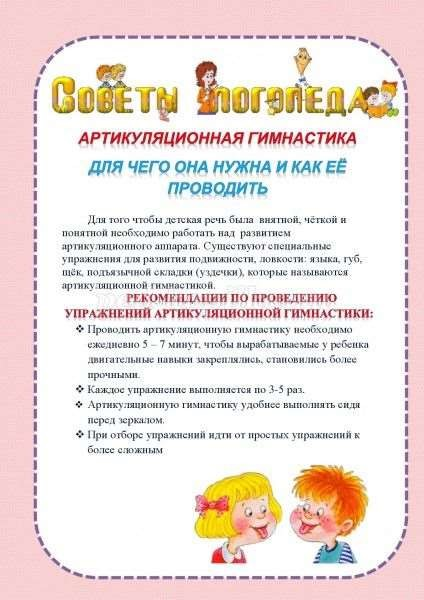 Советы логопеда
АРТИКУЛЯЦИОННАЯ ГИМНАСТИКА
ДЛЯ ЧЕГО ОНА НУЖНА И КАК ЕЁ
ПРОВОДИТЬ
Для того чтобы детская речь была внятной, чёткой и
понятной необходимо работать над развитием
артикуляционного аппарата. Существуют специальные
упражнения для развития подвижности, ловкости: языка, губ,
щёк, подъязычной складки (уздечки), которые называются
артикуляционной гимнастикой.
РЕКОМЕНДАЦИИ ПО ПРОВЕДЕНИЮ
УПРАЖНЕНИЙ АРТИКУЛЯЦИОННОЙ ГИМНАСТИКИ:
❖ Проводить артикуляционную гимнастику необходимо
ежедневно 5 – 7 минут, чтобы вырабатываемые у ребенка
двигательные навыки закреплялись, становились более
прочными.
❖ Каждое упражнение выполняется по 3-5 раз.
❖ Артикуляционную гимнастику удобнее выполнять сидя
перед зеркалом.
❖ При отборе упражнений идти от простых упражнений к
более сложным